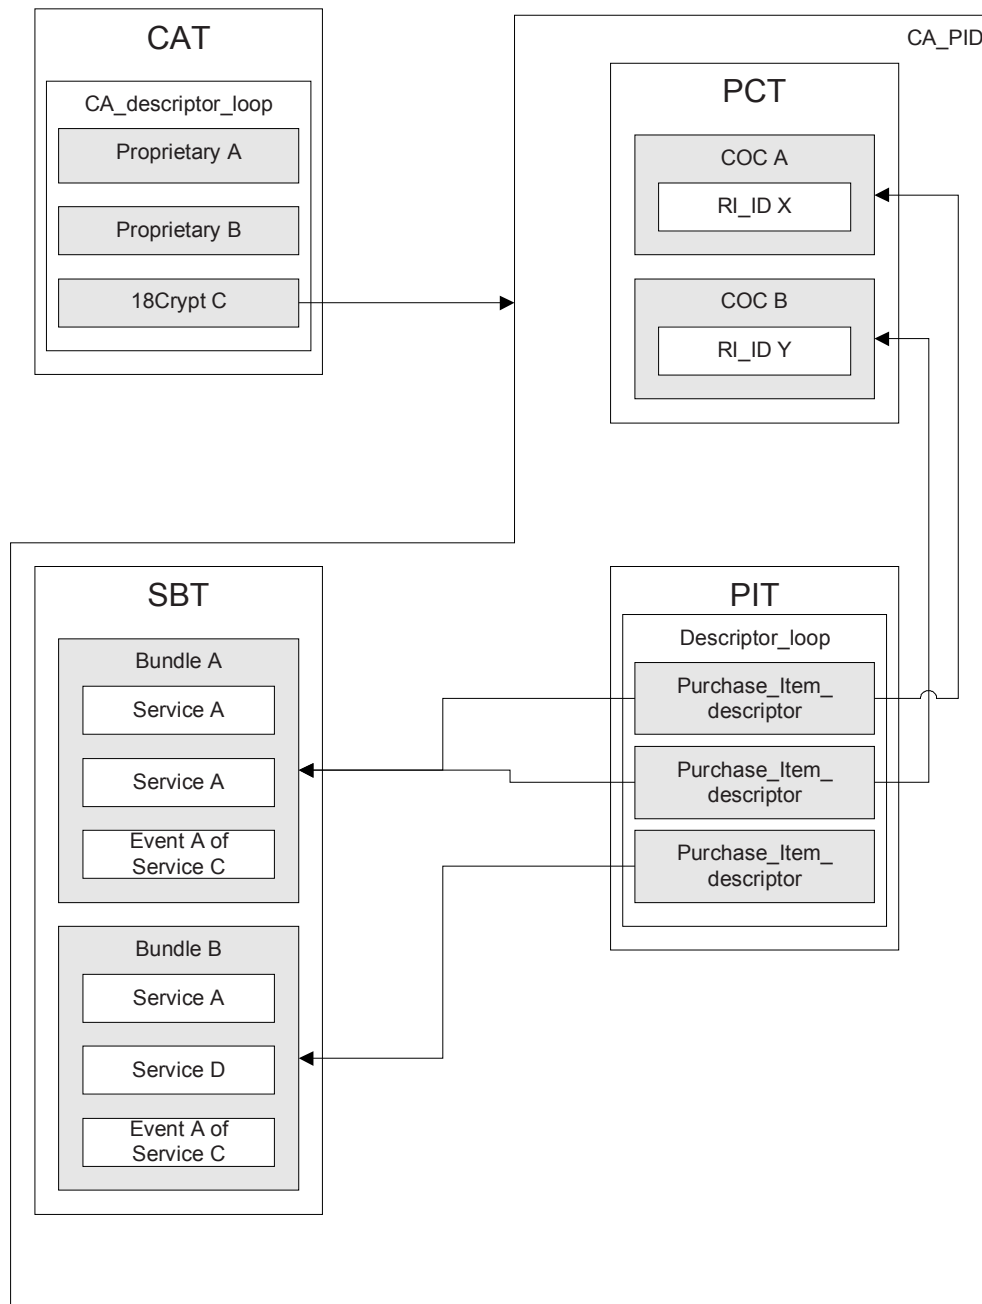 CAT
CA_descriptor_loop
Proprietary A
Proprietary B
18Crypt C
CA_PID
PCT
COC A
RI_ID X
COC B
RI_ID Y
SBT
Bundle A
Service A
Service A
Event A of
Service C
Bundle B
Service A
Service D
Event A of
Service C
PIT
Descriptor_loop
Purchase_Item_
descriptor
Purchase_Item_
descriptor
Purchase_Item_
descriptor